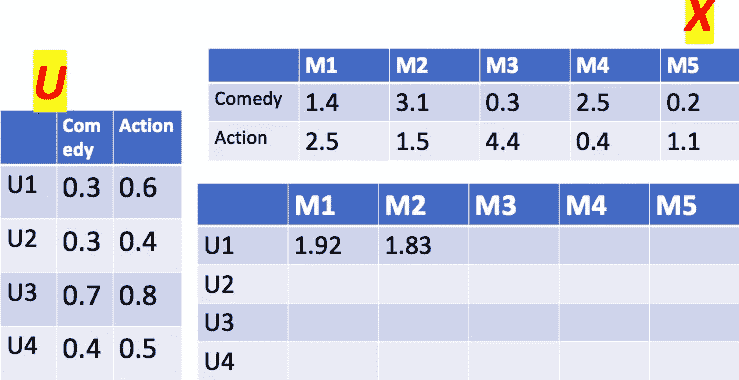 X
M1 M2 M3 M4 M5
Comedy 1.4 3.1 0.3 2.5 0.2
Action 2.5 1.5 4.4 0.4 1.1
U
Com Action
edy
U1 0.3 0.6
U2 0.3 0.4
U3 0.7 0.8
U4 0.4 0.5
M1 M2 M3 M4 M5
U1 1.92 1.83
U2
U3
U4